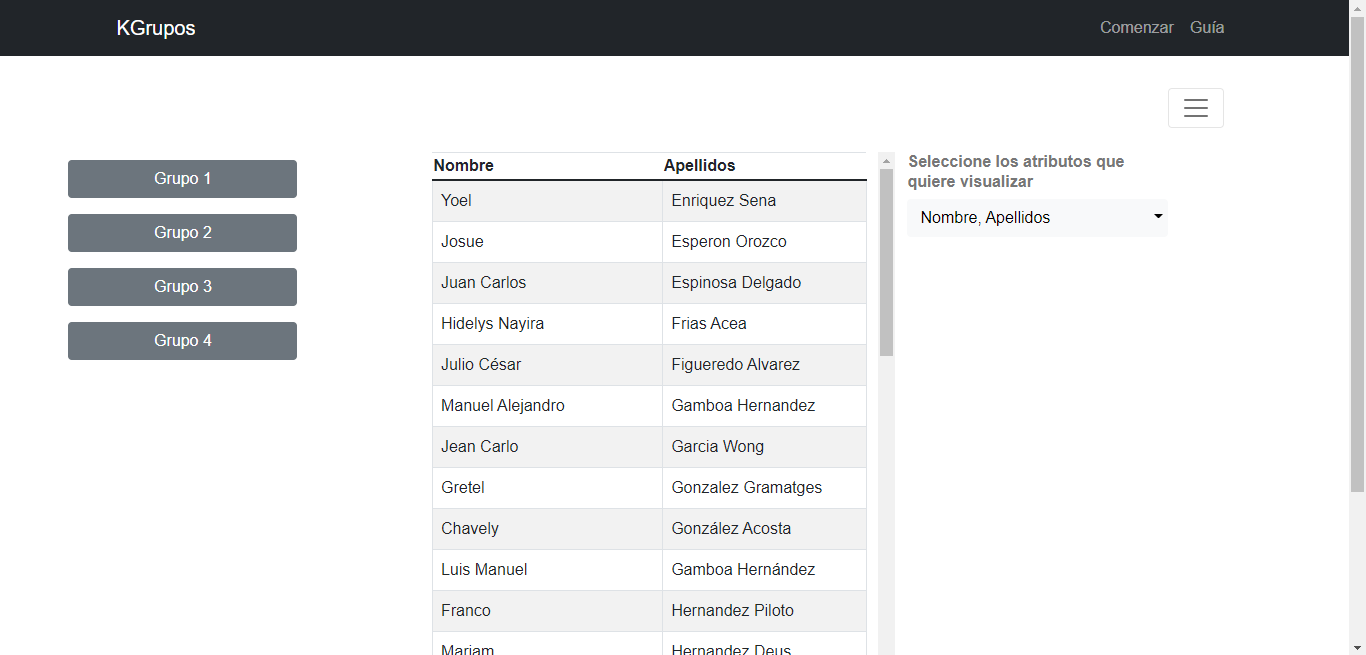 KGrupos
Comenzar Guía
Grupo 1
Grupo 2
Grupo 3
Grupo 4
Nombre Apellidos
Yoel Enriquez Sena
Josue Esperon Orozco
Juan Carlos Espinosa Delgado
Hidelys Nayira Frias Acea
Julio César Figueredo Alvarez
Manuel Alejandro Gamboa Hernandez
Jean Carlo Garcia Wong
Gretel Gonzalez Gramatges
Chavely González Acosta
Luis Manuel Gamboa Hernández
Franco Hernandez Piloto
Mariam Hernandez Deus
Seleccione los atributos que
quiere visualizar
Nombre, Apellidos